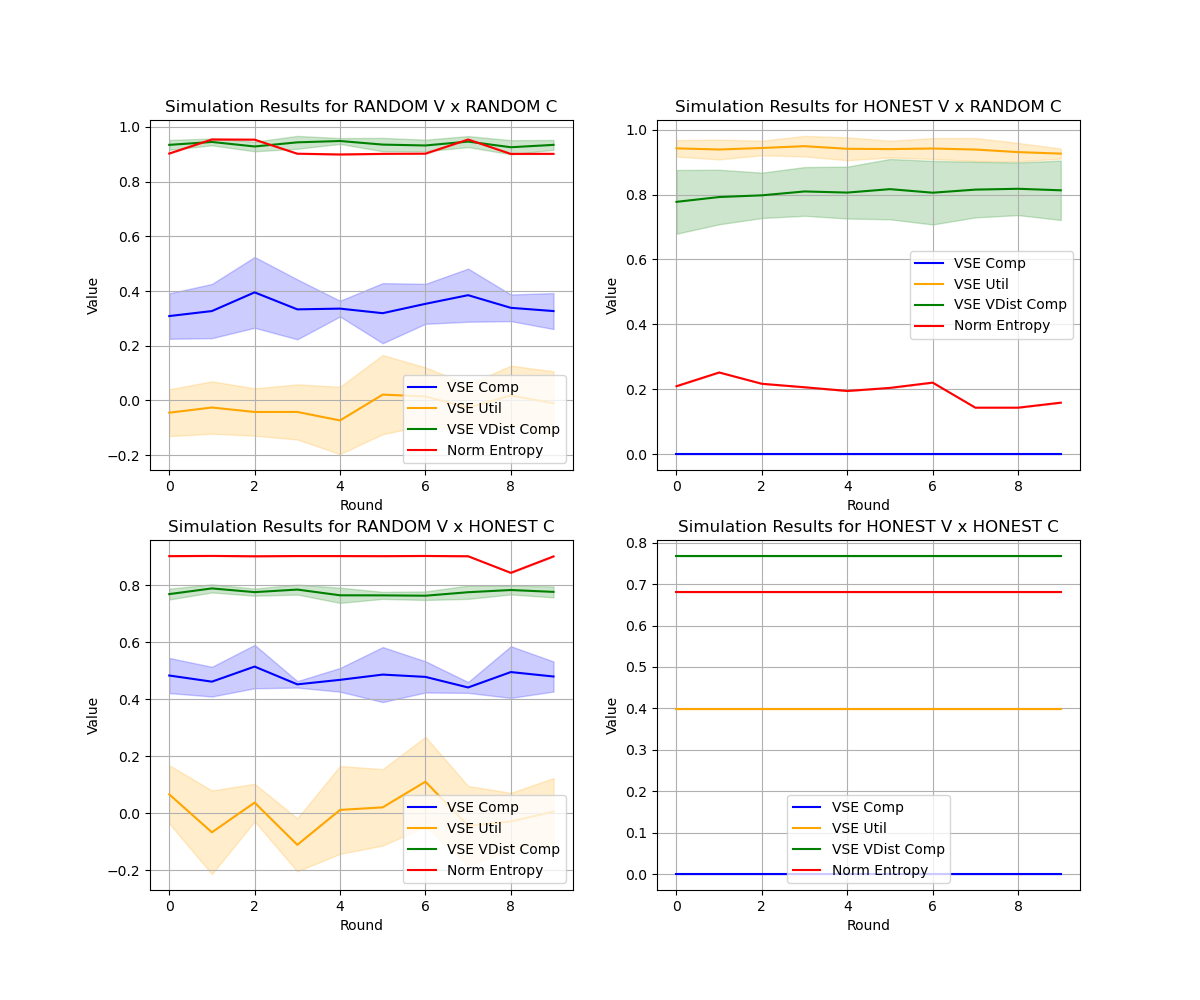 Simulation Results for RANDOM V x RANDOM C
1.0
0.8
0.6
0.4
0.2
0.0
−0.2
Value
0 2 4 6 8
Round
VSE Comp
VSE Util
VSE VDist Comp
Norm Entropy
Simulation Results for HONEST V x RANDOM C
1.0
0.8
0.6
0.4
0.2
0.0
Value
0 2 4 6 8
Round
VSE Comp
VSE Util
VSE VDist Comp
Norm Entropy
Simulation Results for RANDOM V x HONEST C
0.8
0.6
0.4
0.2
0.0
−0.2
Value
0 2 4 6 8
Round
VSE Comp
VSE Util
VSE VDist Comp
Norm Entropy
Simulation Results for HONEST V x HONEST C
0.8
0.7
0.6
0.5
0.4
0.3
0.2
0.1
0.0
Value
0 2 4 6 8
Round
VSE Comp
VSE Util
VSE VDist Comp
Norm Entropy